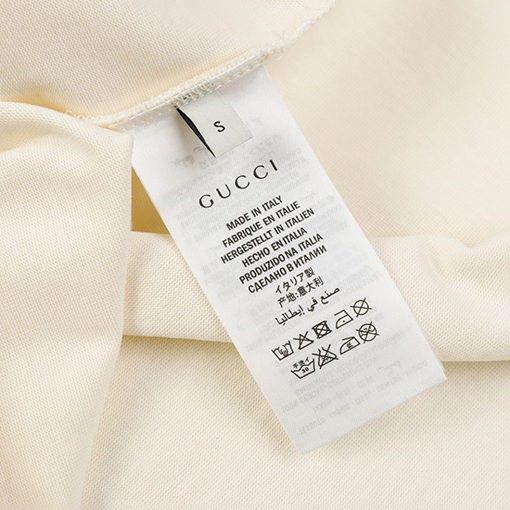 S
GUCCI
MADE IN ITALY
FABRIQUE EN ITALIE
HERGESTELLT IN ITALIEN
HECHO EN ITALIA
PRODUZIDO NA ITALIA
СДЕЛАНО В ИТАЛИИ
イタリア製
产地:意大利
صنع في إيطاليا